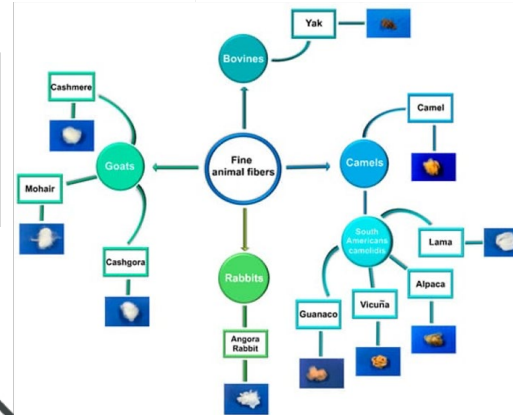 Yak
Bovines
Cashmere
Camel
Goats
Fine
animal fibers
Camels
Mohair
South
Americans
camelidis
Lama
Cashgora
Rabbits
Alpaca
Vicuña
Guanaco
Angora
Rabbit